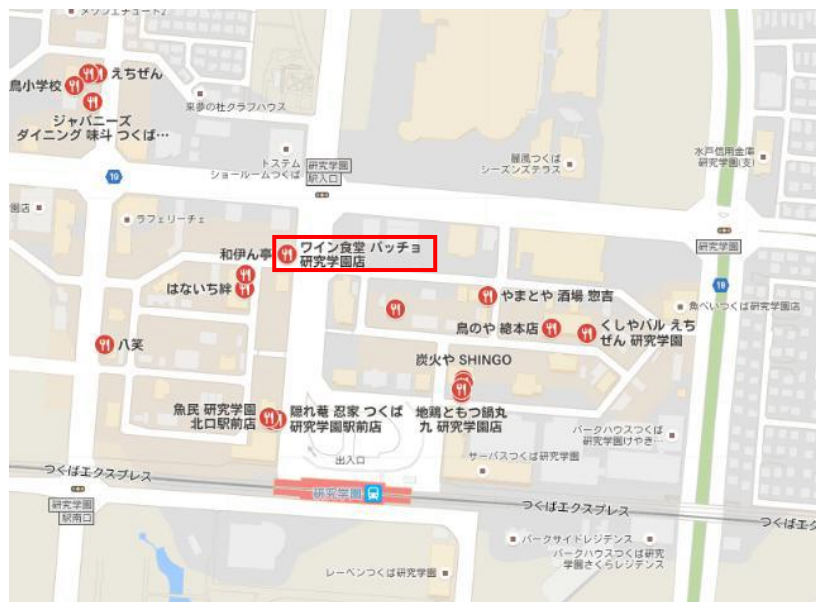 メゾンエチュード2
えちぜん
鳥小学校
ジャパニーズ
ダイニング 味斗 つくば…
来夢の杜クラブハウス
トステム
ショールームつくば
研究学園
駅入口
麗風つくば
シーズンズテラス
水戸信用金庫
研究学園(支)
19
園店
ラフェリーチェ
和伊ん亭
ワイン食堂 バッチョ
研究学園店
研究学園
はないち絆
やまとや 酒場 惣吉
19
魚べいつくば研究学園店
鳥のや 總本店
くしやバル えち
ぜん 研究学園
八笑
炭火や SHINGO
魚民 研究学園
北口駅前店
隠れ菴 忍家 つくば
研究学園駅前店
地鶏ともつ鍋丸
九 研究学園店
パークハウスつくば
研究学園けやき…
出入口
サーパスつくば研究学園
つくばエクスプレス
研究学園
つくばエクスプレス
つくばエクス
研究学園
駅南口
パークサイドレジデンス
パークハウスつくば研究
学園さくらレジデンス
レーベンつくば研究学園